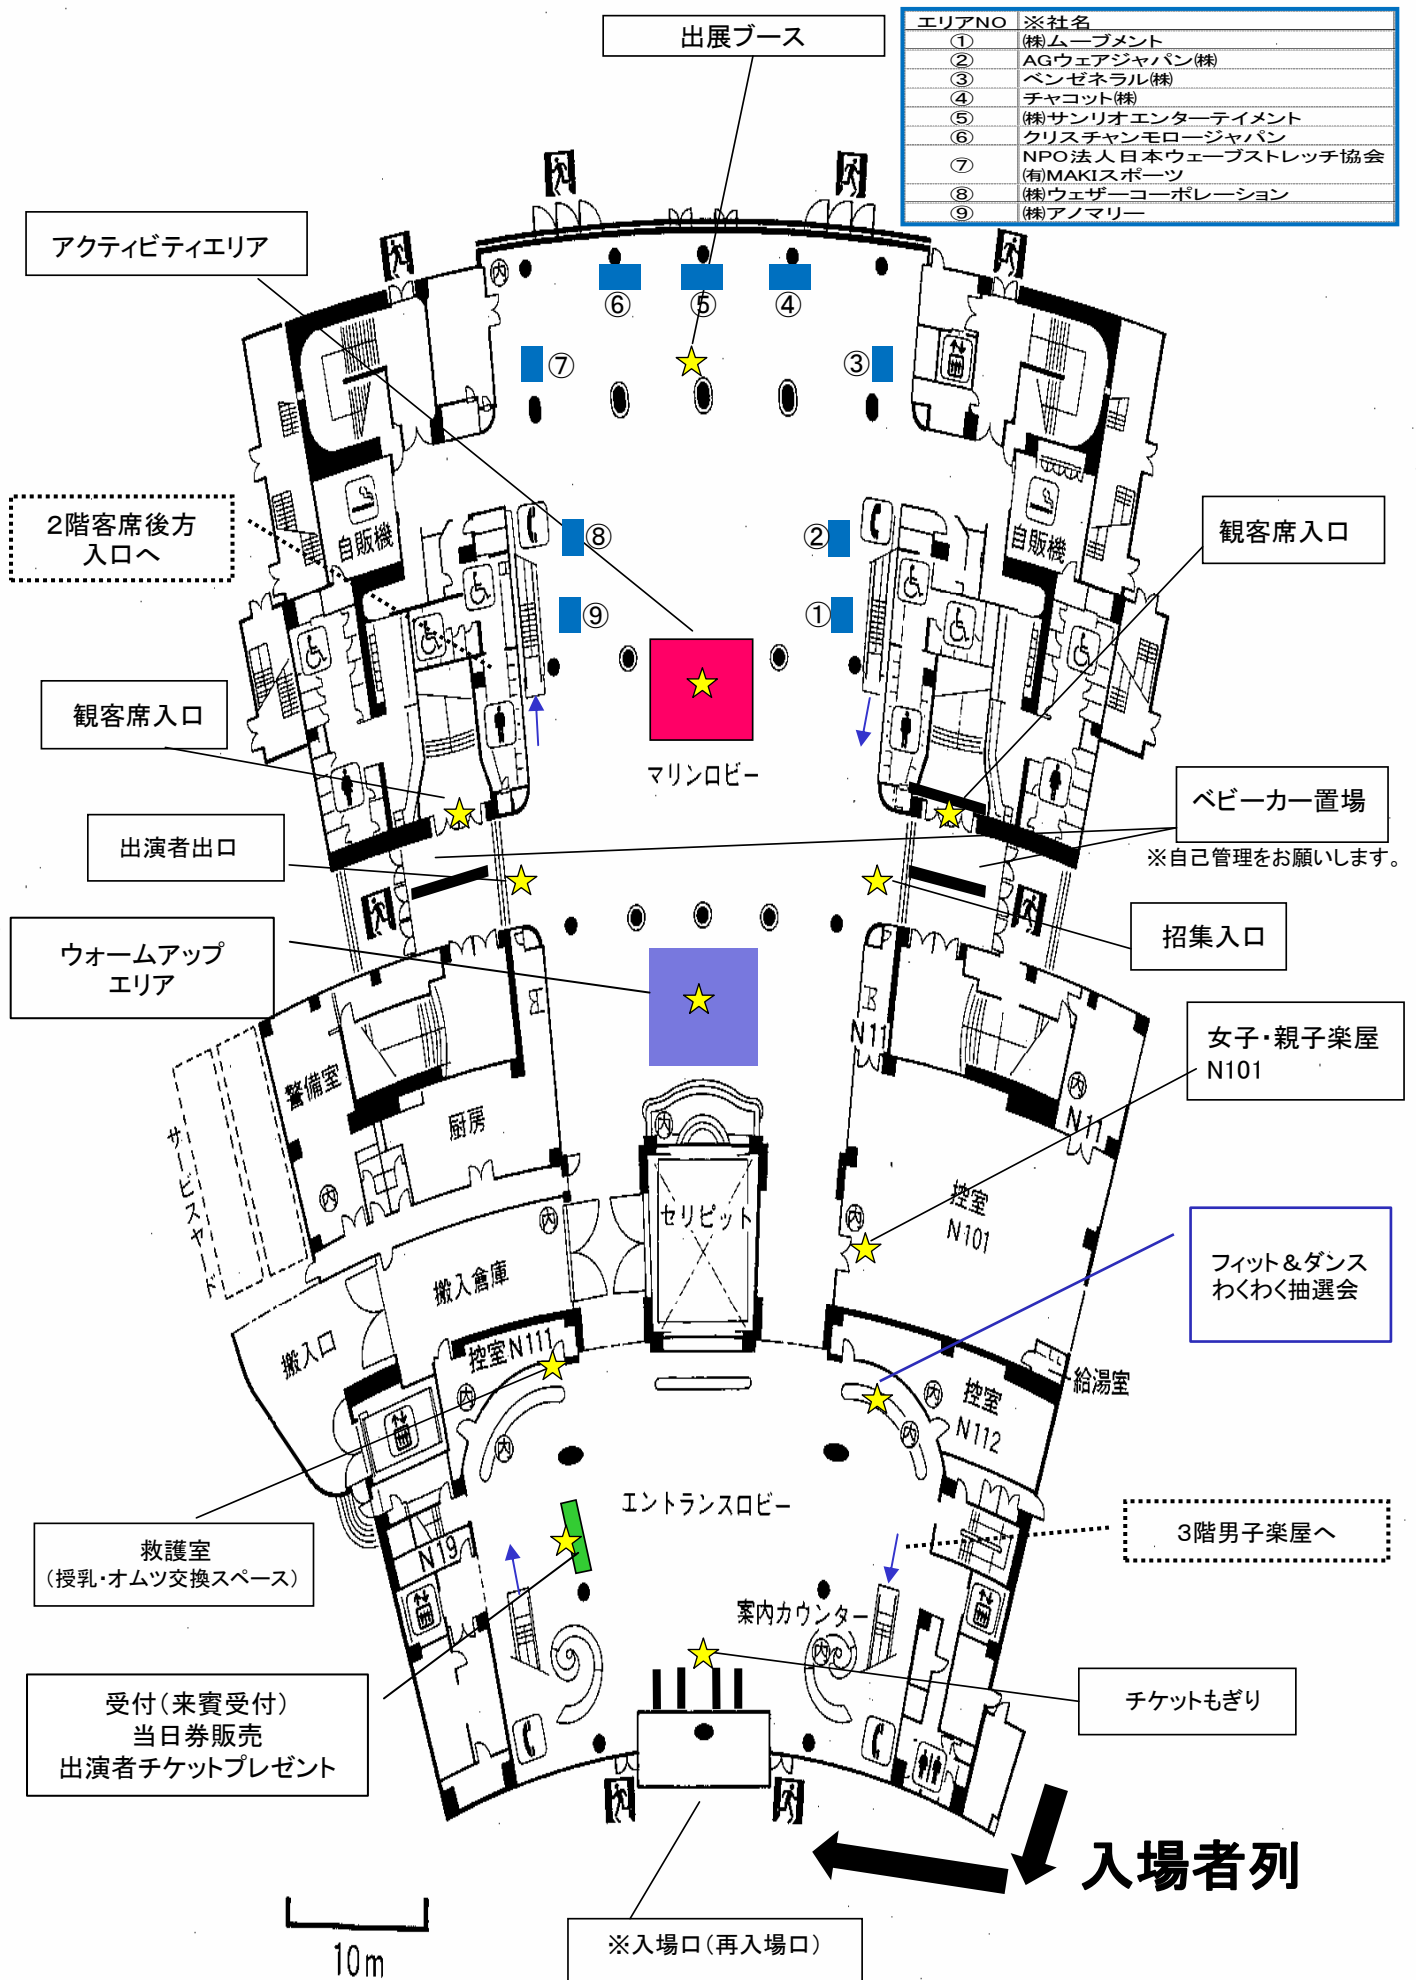 出展ブース
エリアNO ※社名
① ㈱ムーブメント
② AGウェアジャパン㈱
③ ベンゼネラル㈱
④ チャコット㈱
⑤ ㈱サンリオエンターテイメント
⑥ クリスチャンモロージャパン
⑦ NPO法人日本ウェーブストレッチ協会
㈲MAKIスポーツ
⑧ ㈱ウェザーコーポレーション
⑨ ㈱アノマリー
アクティビティエリア
内
⑥
⑤
④
⑦
③
2階客席後方
入口へ
自販機
⑧
②
自販機
観客席入口
⑨
①
観客席入口
マリンロビー
ベビーカー置場
※自己管理をお願いします。
出演者出口
招集入口
ウォームアップ
エリア
女子・親子楽屋
N101
N11
内
N11
警備室
厨房
内
サービスヤード
内
セリピット
内
内
控室
N101
フィット&ダンス
わくわく抽選会
搬入倉庫
搬入口
控室N111
給湯室
内
内
控室
N112
内
内
エントランスロビー
3階男子楽屋へ
救護室
(授乳・オムツ交換スペース)
N19
案内カウンター
内
受付(来賓受付)
当日券販売
出演者チケットプレゼント
チケットもぎり
入場者列
※入場口(再入場口)
10m